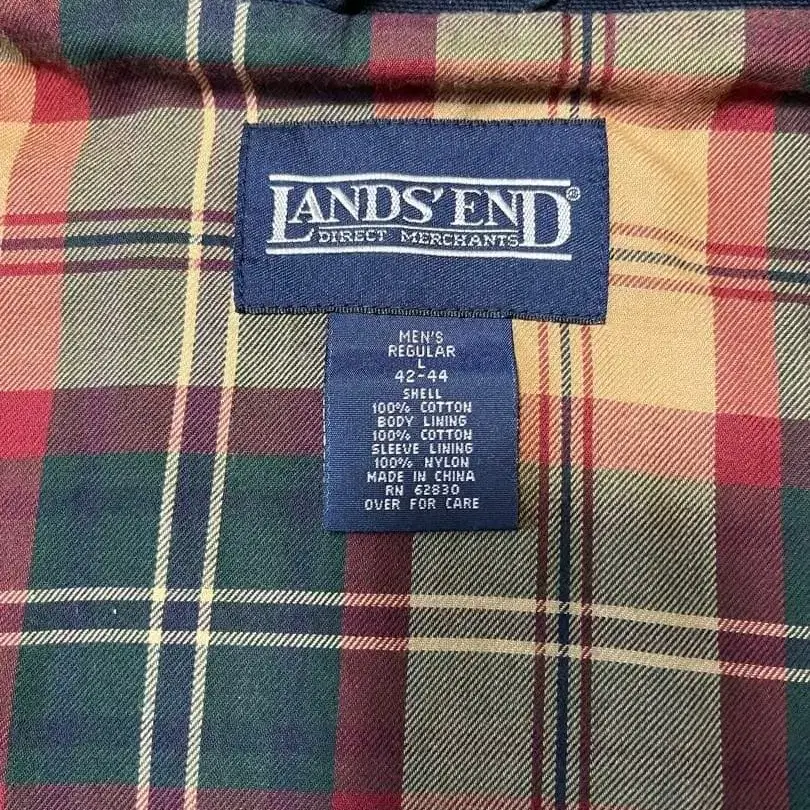 LANDS' END®
DIRECT MERCHANTS
MEN'S
REGULAR
L
42-44
SHELL
100% COTTON
BODY LINING
100% COTTON
SLEEVE LINING
100% NYLON
MADE IN CHINA
RN 62830
OVER FOR CARE